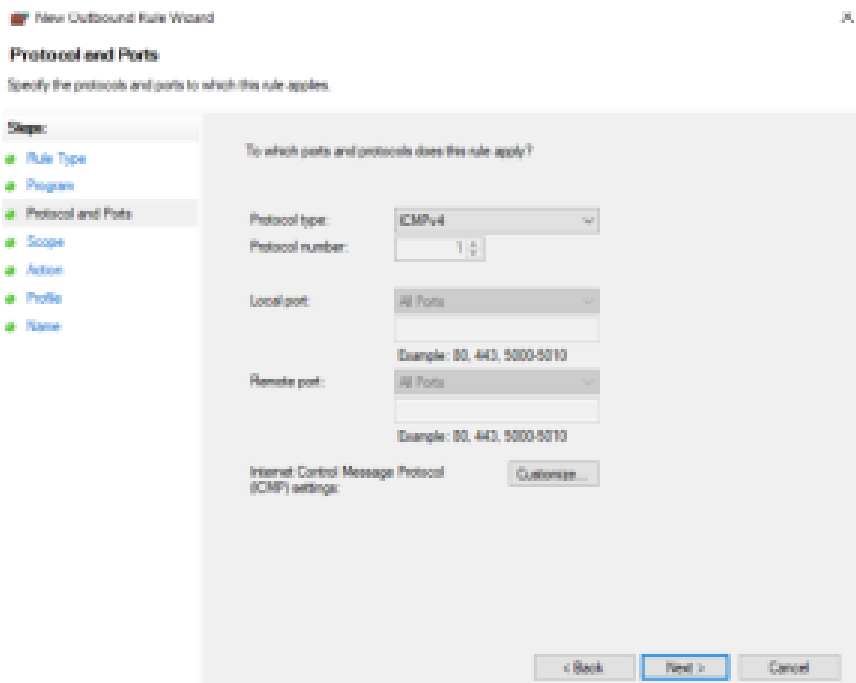 New Outbound Rule Wizard
Protocol and Ports
Specify the protocols and ports to which this rule applies.
Steps:
Rule Type
Program
Protocol and Ports
Scope
Action
Profile
Name
To which ports and protocols does this rule apply?
Protocol type: ICMPv4
Protocol number: 1
Local port: All Ports
Example: 80, 443, 5000-5010
Remote port: All Ports
Example: 80, 443, 5000-5010
Internet Control Message Protocol
(ICMP) settings: Customize...
< Back Next > Cancel